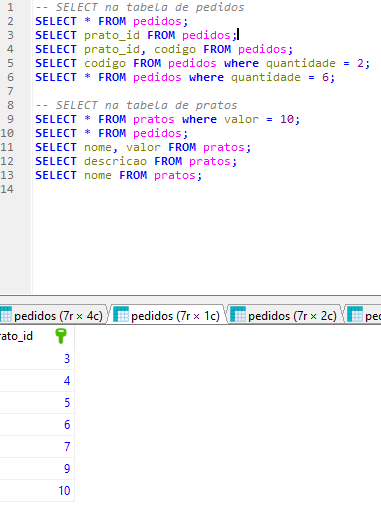 1 -- SELECT na tabela de pedidos
2 SELECT * FROM pedidos;
3 SELECT prato_id FROM pedidos;
4 SELECT prato_id, codigo FROM pedidos;
5 SELECT codigo FROM pedidos where quantidade = 2;
6 SELECT * FROM pedidos where quantidade = 6;
7
8 -- SELECT na tabela de pratos
9 SELECT * FROM pratos where valor = 10;
10 SELECT * FROM pedidos;
11 SELECT nome, valor FROM pratos;
12 SELECT descricao FROM pratos;
13 SELECT nome FROM pratos;
14
pedidos (7r × 4c) pedidos (7r × 1c) pedidos (7r × 2c) pe
rato_id
3
4
5
6
7
9
10